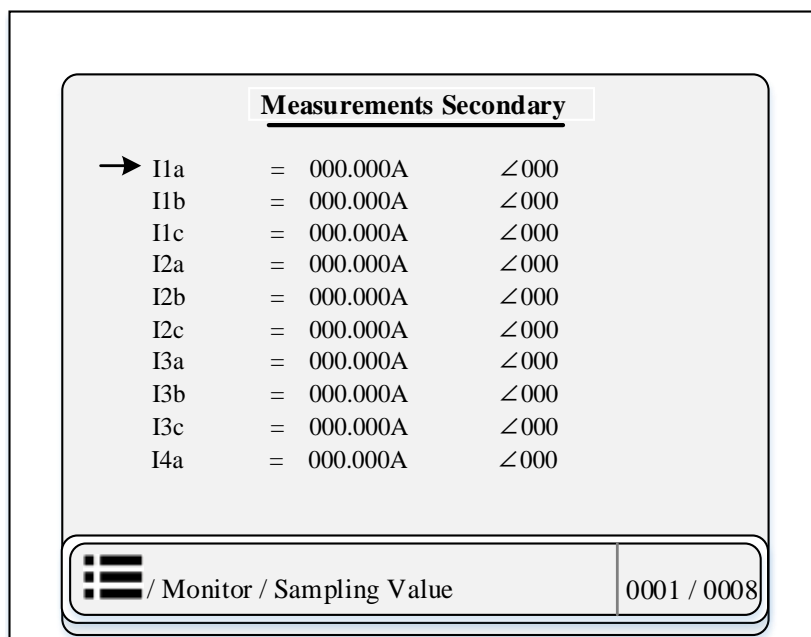 Measurements Secondary
I1a = 000.000A ∠000
I1b = 000.000A ∠000
I1c = 000.000A ∠000
I2a = 000.000A ∠000
I2b = 000.000A ∠000
I2c = 000.000A ∠000
I3a = 000.000A ∠000
I3b = 000.000A ∠000
I3c = 000.000A ∠000
I4a = 000.000A ∠000
/ Monitor / Sampling Value 0001 / 0008